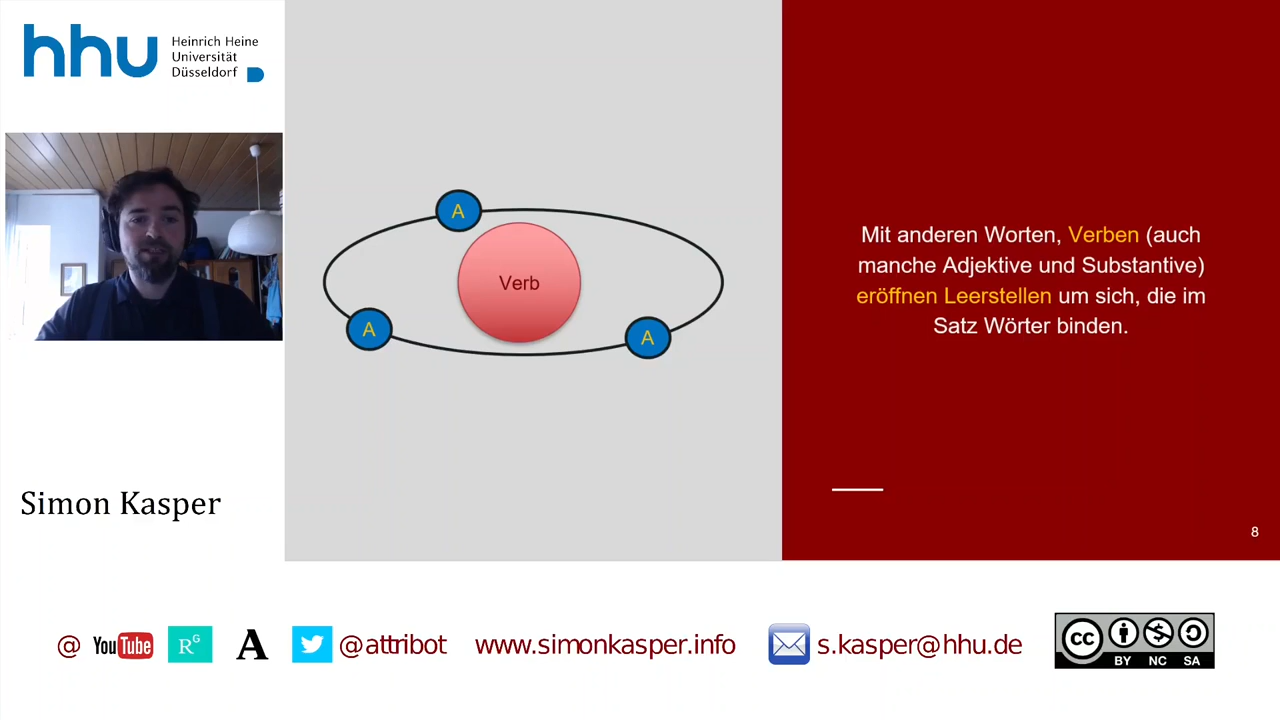 hhu
Heinrich Heine
Universität
Düsseldorf
A
Verb
A
A
Mit anderen Worten, Verben (auch
manche Adjektive und Substantive)
eröffnen Leerstellen um sich, die im
Satz Wörter binden.
8
Simon Kasper
@ YouTube RG A @attribot www.simonkasper.info s.kasper@hhu.de
cc BY NC SA